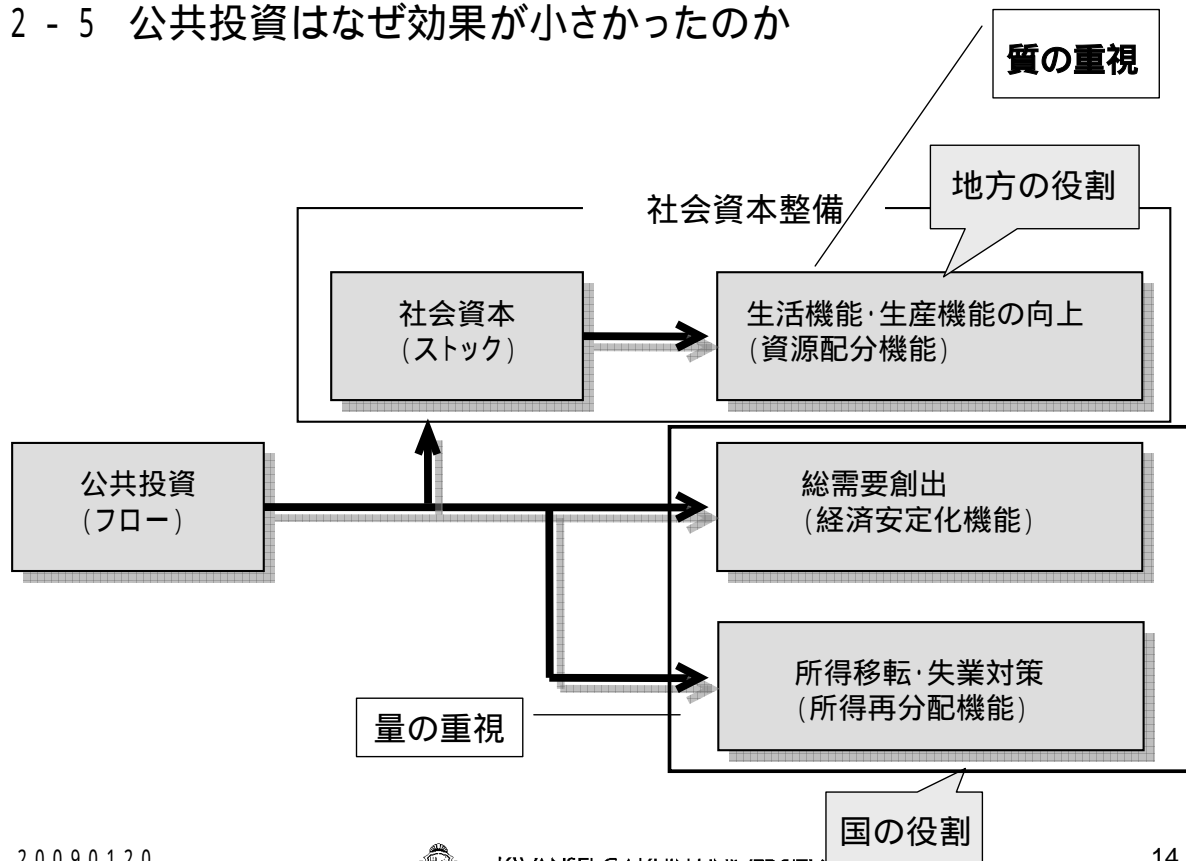 2-5 公共投資はなぜ効果が小さかったのか
質の重視
地方の役割
社会資本整備
社会資本
(ストック)
生活機能・生産機能の向上
(資源配分機能)
公共投資
(フロー)
総需要創出
(経済安定化機能)
所得移転・失業対策
(所得再分配機能)
量の重視
国の役割
20090120
KWANSEI GAKUIN UNIVERSITY
14